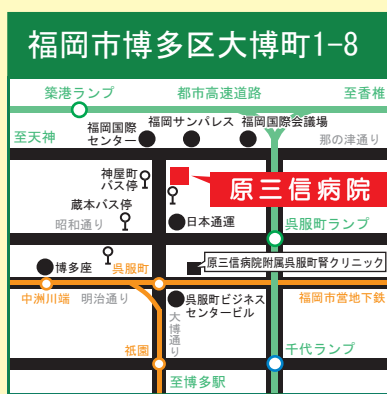 福岡市博多区大博町1-8
築港ランプ
都市高速道路
至香椎
至天神
福岡国際
センター
福岡サンパレス
福岡国際会議場
那の津通り
神屋町
バス停
原三信病院
蔵本バス停
昭和通り
日本通運
呉服町ランプ
博多座
呉服町
原三信病院附属呉服町腎クリニック
中洲川端
明治通り
呉服町ビジネス
センタービル
福岡市営地下鉄
大博通り
祇園
千代ランプ
至博多駅